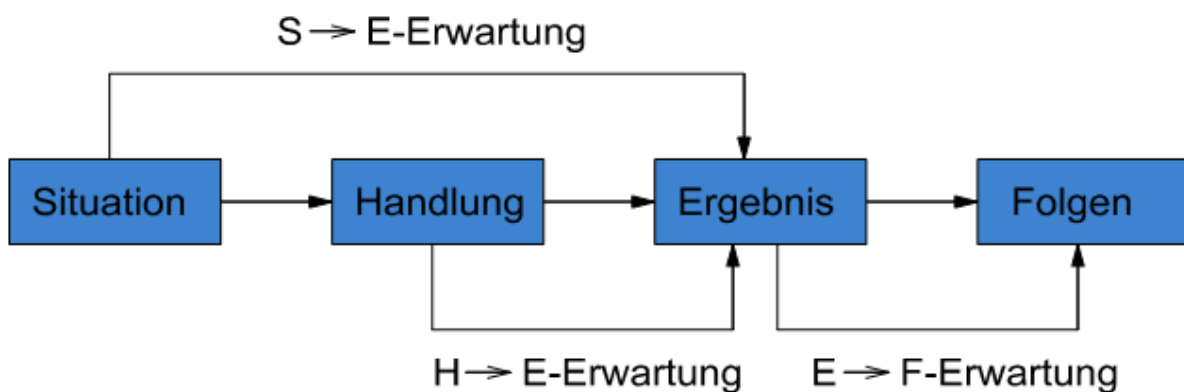 S → E-Erwartung
Situation
Handlung
Ergebnis
Folgen
H → E-Erwartung
E → F-Erwartung